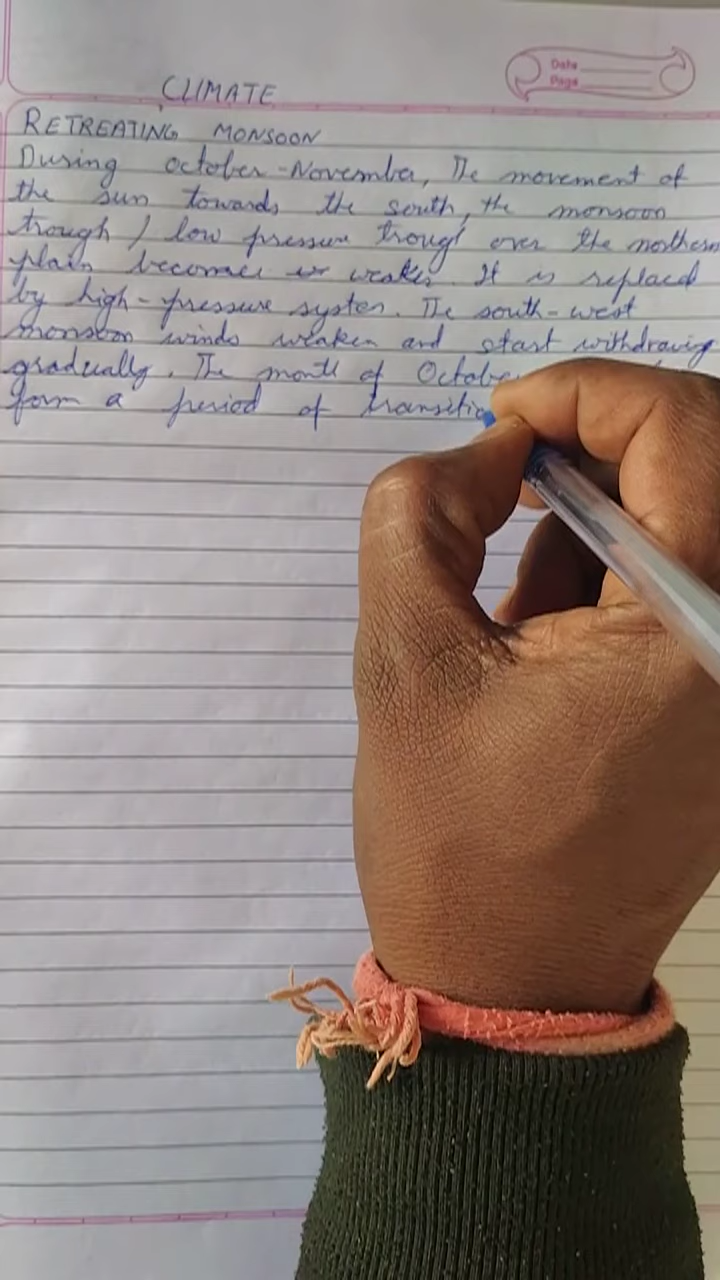 Date
Page
CLIMATE
RETREATING MONSOON
During october-November, The movement of
the sun towards the south, the monsoon
trough / low pressure trough over the northern
plain becomes weaker. It is replaced
by high-pressure system. The south-west
monsoon winds weaken and start withdrawing
gradually. The month of October
form a period of transitio